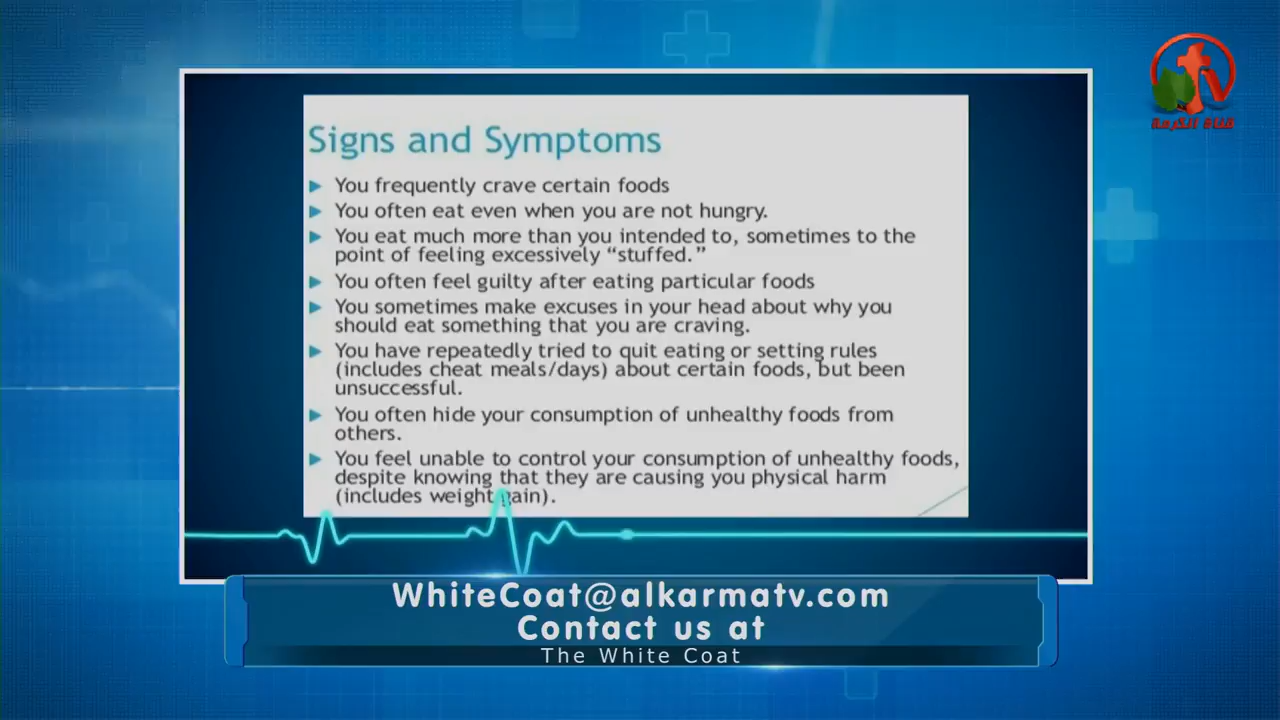 قناة الكرمة
Signs and Symptoms
You frequently crave certain foods
You often eat even when you are not hungry.
You eat much more than you intended to, sometimes to the
point of feeling excessively “stuffed.”
You often feel guilty after eating particular foods
You sometimes make excuses in your head about why you
should eat something that you are craving.
You have repeatedly tried to quit eating or setting rules
(includes cheat meals/days) about certain foods, but been
unsuccessful.
You often hide your consumption of unhealthy foods from
others.
You feel unable to control your consumption of unhealthy foods,
despite knowing that they are causing you physical harm
(includes weight gain).
WhiteCoat@alkarmatv.com
Contact us at
The White Coat